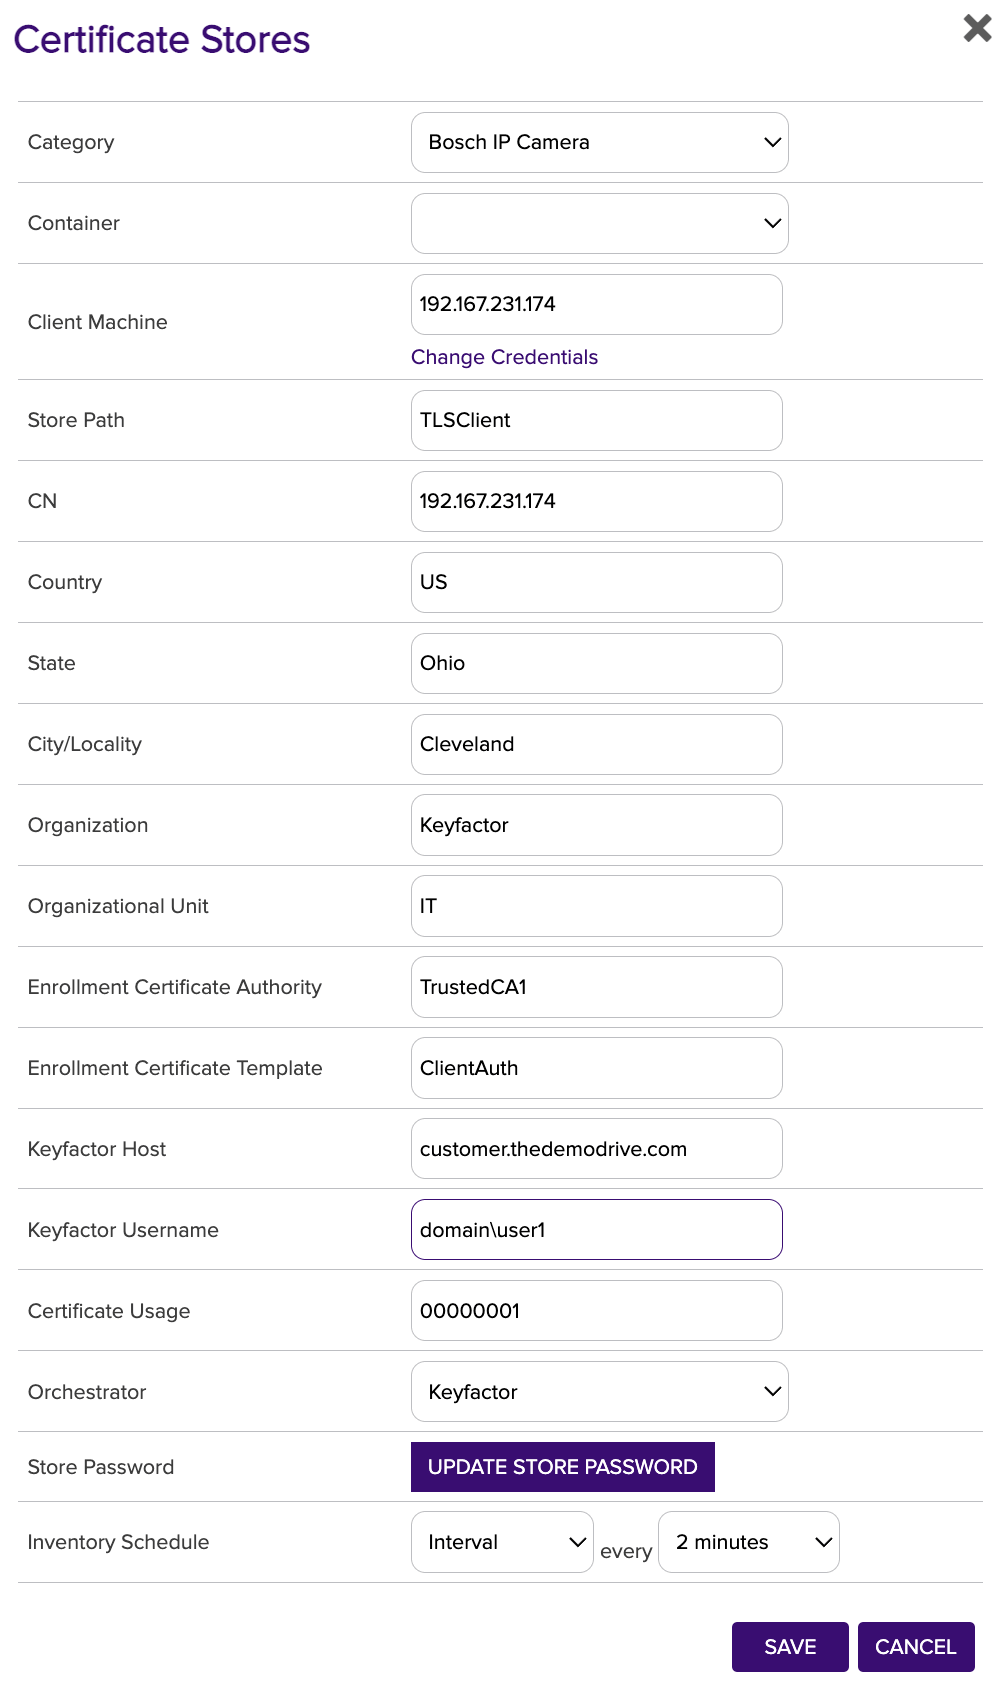 Certificate Stores
Category
Bosch IP Camera
Container
Client Machine
192.167.231.174
Change Credentials
Store Path
TLSClient
CN
192.167.231.174
Country
US
State
Ohio
City/Locality
Cleveland
Organization
Keyfactor
Organizational Unit
IT
Enrollment Certificate Authority
TrustedCA1
Enrollment Certificate Template
ClientAuth
Keyfactor Host
customer.thedemodrive.com
Keyfactor Username
domain\user1
Certificate Usage
00000001
Orchestrator
Keyfactor
Store Password
UPDATE STORE PASSWORD
Inventory Schedule
Interval every 2 minutes
SAVE CANCEL